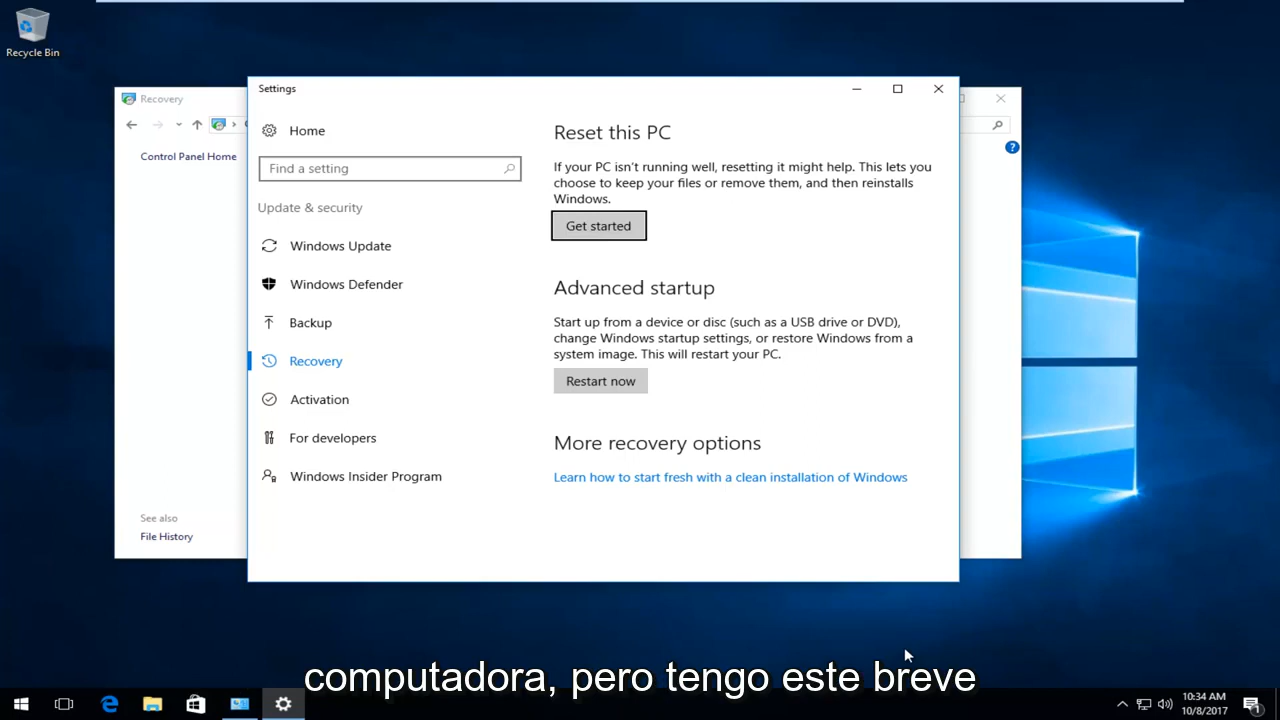 Recycle Bin
Recovery
Control Panel Home
See also
File History
Settings
Home
Find a setting
Update & security
Windows Update
Windows Defender
Backup
Recovery
Activation
For developers
Windows Insider Program
Reset this PC
If your PC isn't running well, resetting it might help. This lets you
choose to keep your files or remove them, and then reinstalls
Windows.
Get started
Advanced startup
Start up from a device or disc (such as a USB drive or DVD),
change Windows startup settings, or restore Windows from a
system image. This will restart your PC.
Restart now
More recovery options
Learn how to start fresh with a clean installation of Windows
computadora, pero tengo este breve
10:34 AM
10/8/2017
1